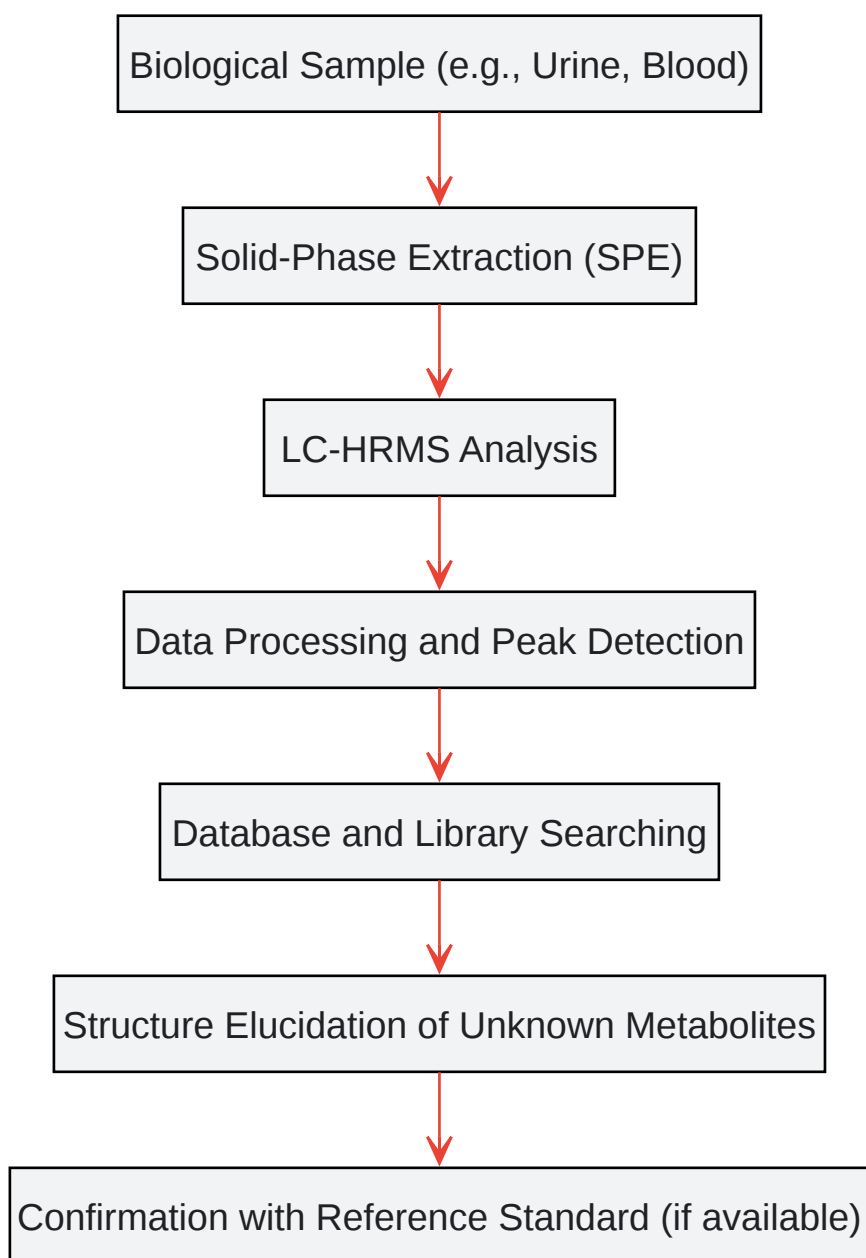 Biological Sample (e.g., Urine, Blood)
Solid-Phase Extraction (SPE)
LC-HRMS Analysis
Data Processing and Peak Detection
Database and Library Searching
Structure Elucidation of Unknown Metabolites
Confirmation with Reference Standard (if available)